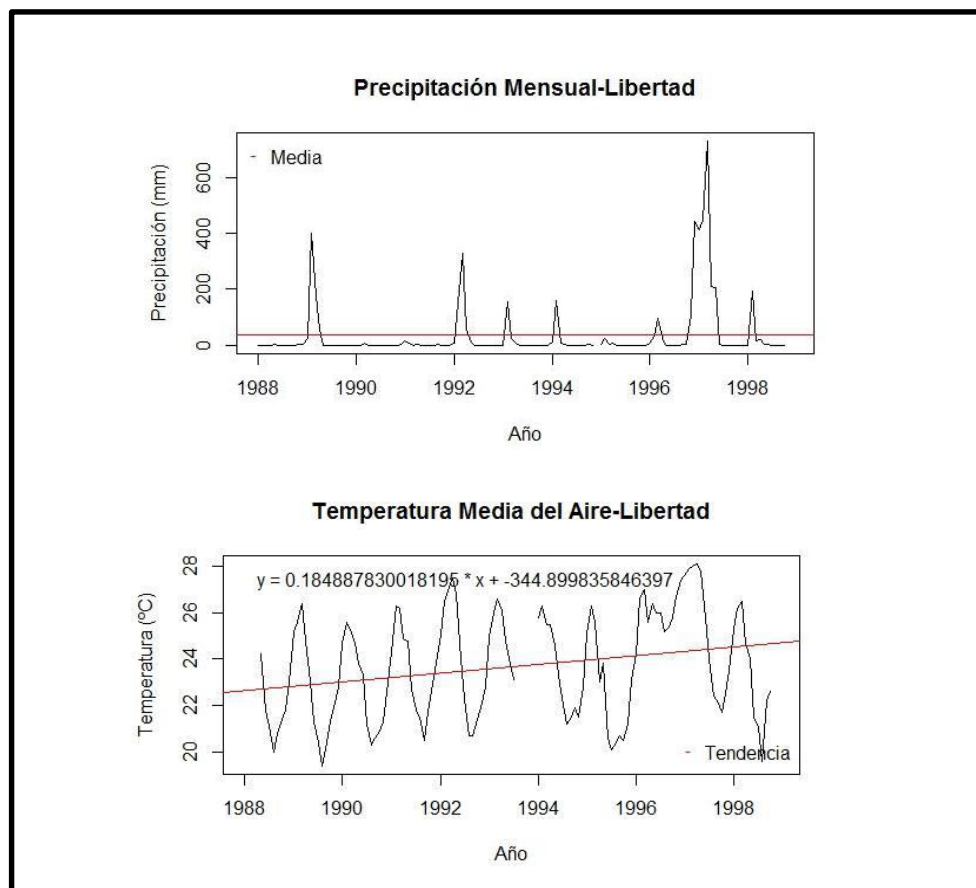 Precipitación Mensual-Libertad
- Media
Precipitación (mm)
600
400
200
0
1988 1990 1992 1994 1996 1998
Año
Temperatura Media del Aire-Libertad
y = 0.184887830018195 * x + -344.899835846397
Temperatura (ºC)
28
26
24
22
20
- Tendencia
1988 1990 1992 1994 1996 1998
Año